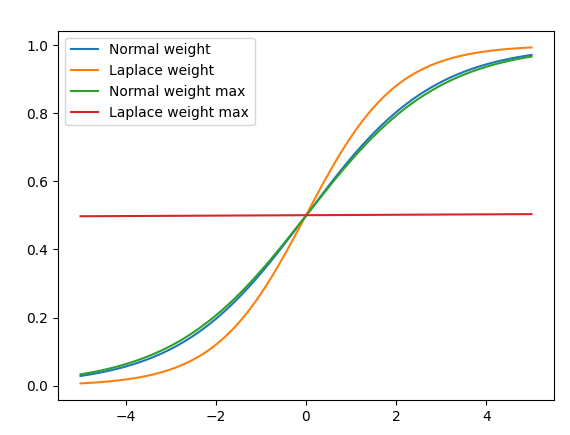 Normal weight
Laplace weight
Normal weight max
Laplace weight max
1.0
0.8
0.6
0.4
0.2
0.0
−4 −2 0 2 4